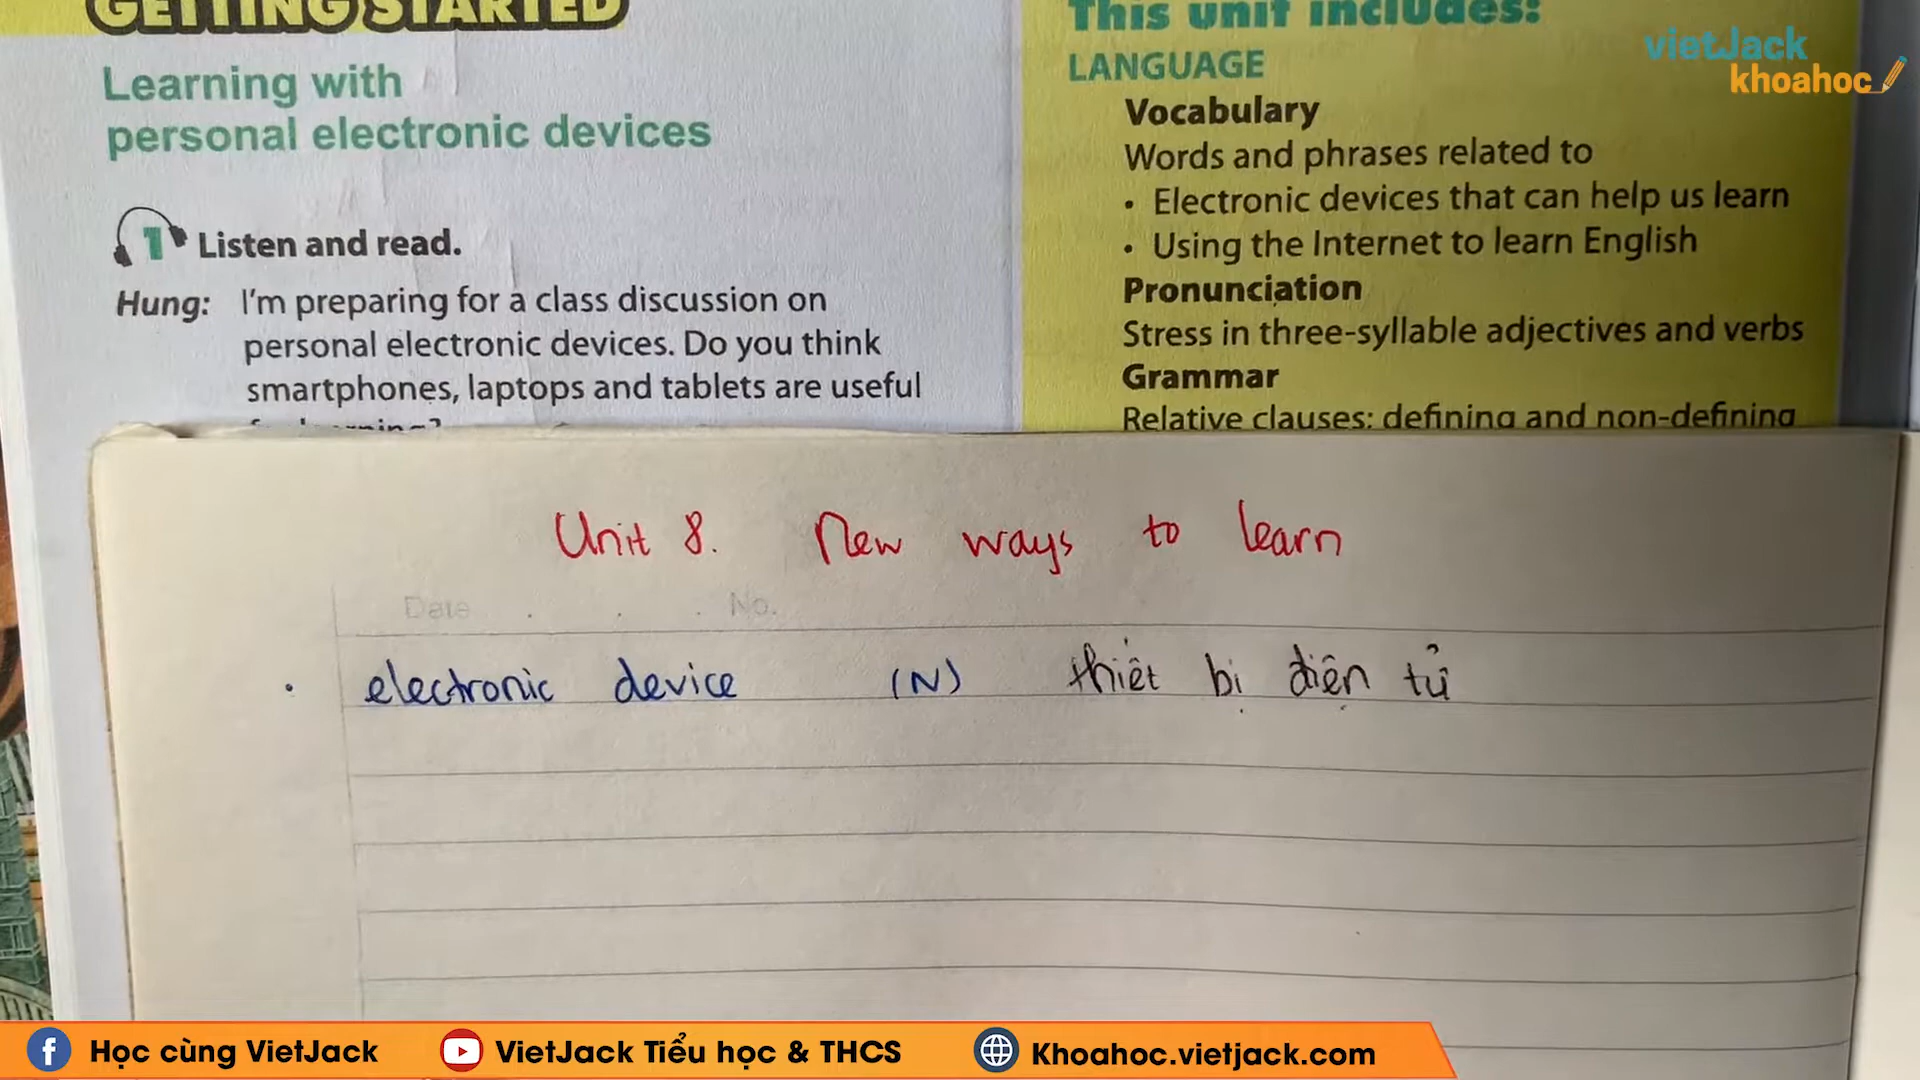 GETTING STARTED
Learning with
personal electronic devices
1 Listen and read.
Hung: I'm preparing for a class discussion on
personal electronic devices. Do you think
smartphones, laptops and tablets are useful
This unit includes:
LANGUAGE
Vocabulary
Words and phrases related to
• Electronic devices that can help us learn
• Using the Internet to learn English
Pronunciation
Stress in three-syllable adjectives and verbs
Grammar
Relative clauses: defining and non-defining
vietJack
khoahoc
Unit 8. New ways to learn
Date . . . No.
• electronic device (N) thiết bị điện tử
Học cùng VietJack
VietJack Tiểu học & THCS
Khoahoc.vietjack.com